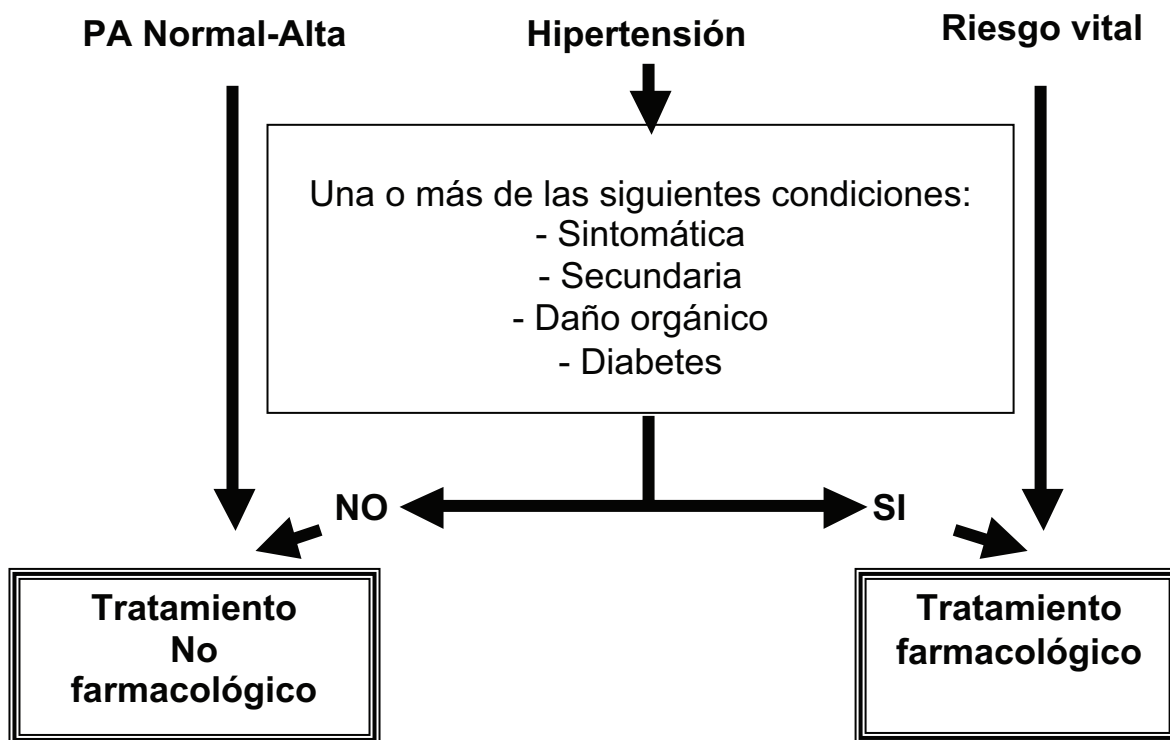 PA Normal-Alta
Hipertensión
Riesgo vital
Una o más de las siguientes condiciones:
- Sintomática
- Secundaria
- Daño orgánico
- Diabetes
NO
SI
Tratamiento
No
farmacológico
Tratamiento
farmacológico